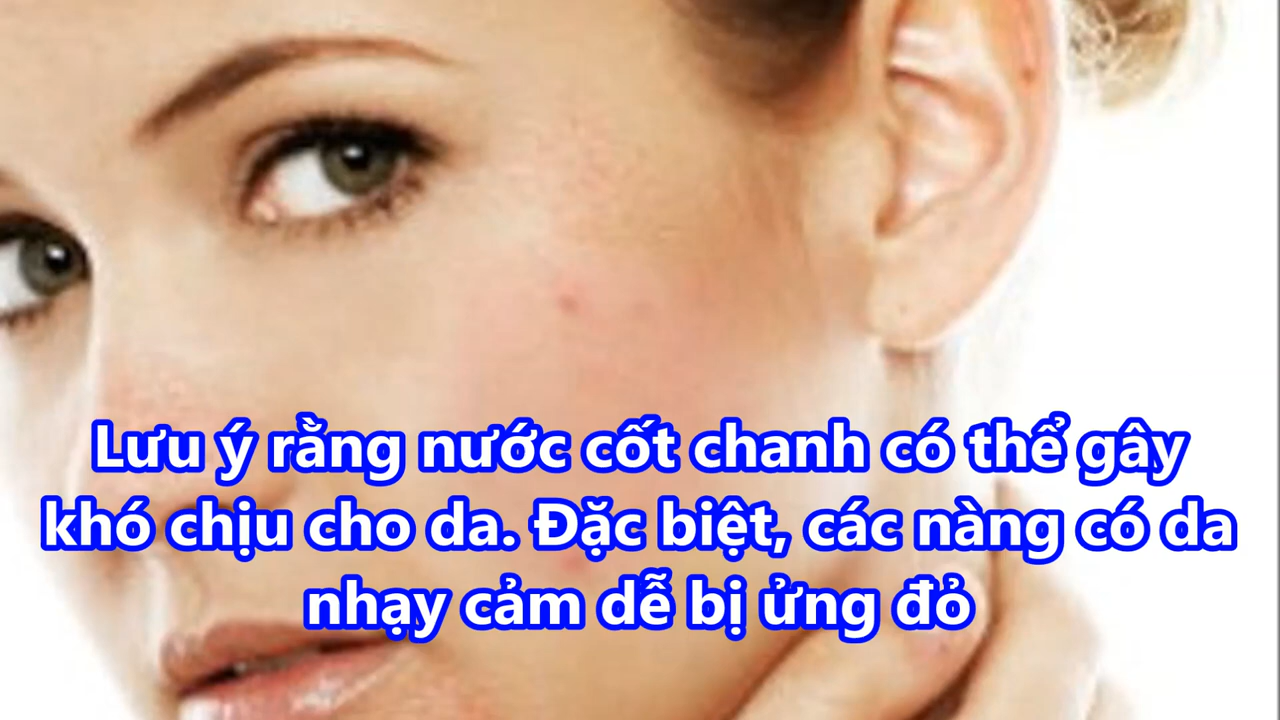 Lưu ý rằng nước cốt chanh có thể gây
khó chịu cho da. Đặc biệt, các nàng có da
nhạy cảm dễ bị ửng đỏ